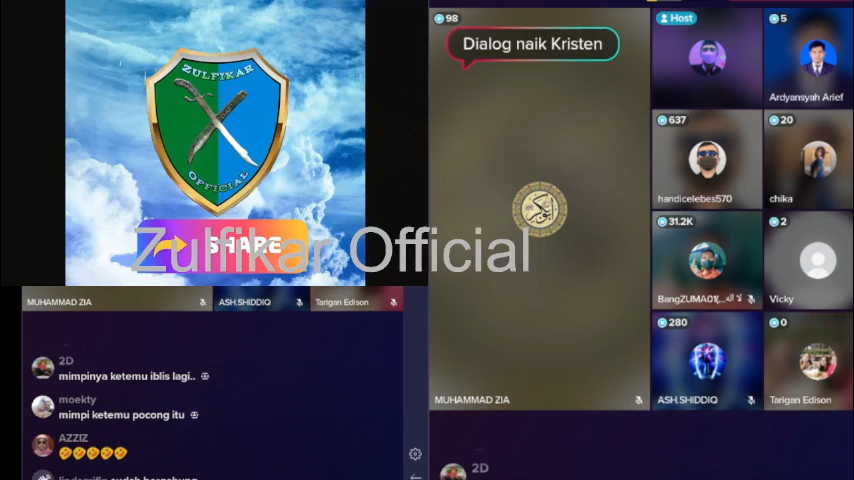 ZULFIKAR
OFFICIAL
SHARE
Zulfikar Official
MUHAMMAD ZIA
ASH.SHIDDIQ
Tarigan Edison
2D
mimpinya ketemu iblis lagi..
moekty
mimpi ketemu pocong itu
AZZIZ
98
Dialog naik Kristen
MUHAMMAD ZIA
Host
5
Ardyansyah Arief
637
handicelebes570
20
chika
31.2K
BangZUMA01(...لا اله
2
Vicky
280
ASH.SHIDDIQ
0
Tarigan Edison
2D